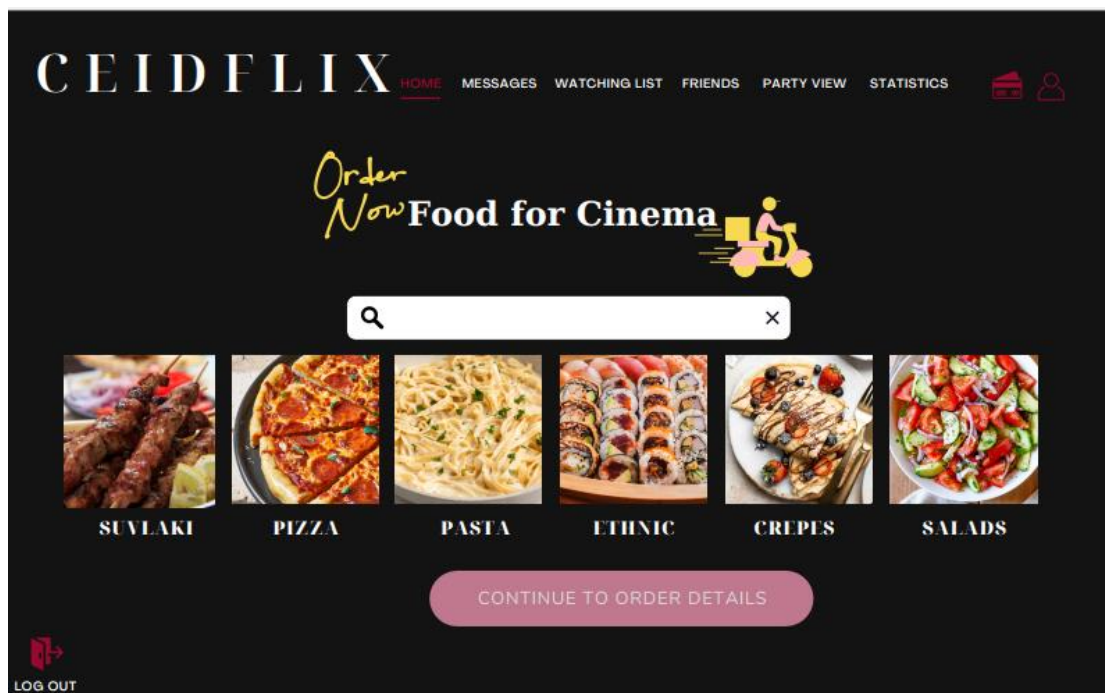 CEIDFLIX
HOME MESSAGES WATCHING LIST FRIENDS PARTY VIEW STATISTICS
Order
Now Food for Cinema
SUVLAKI PIZZA PASTA ETHNIC CREPES SALADS
CONTINUE TO ORDER DETAILS
LOG OUT